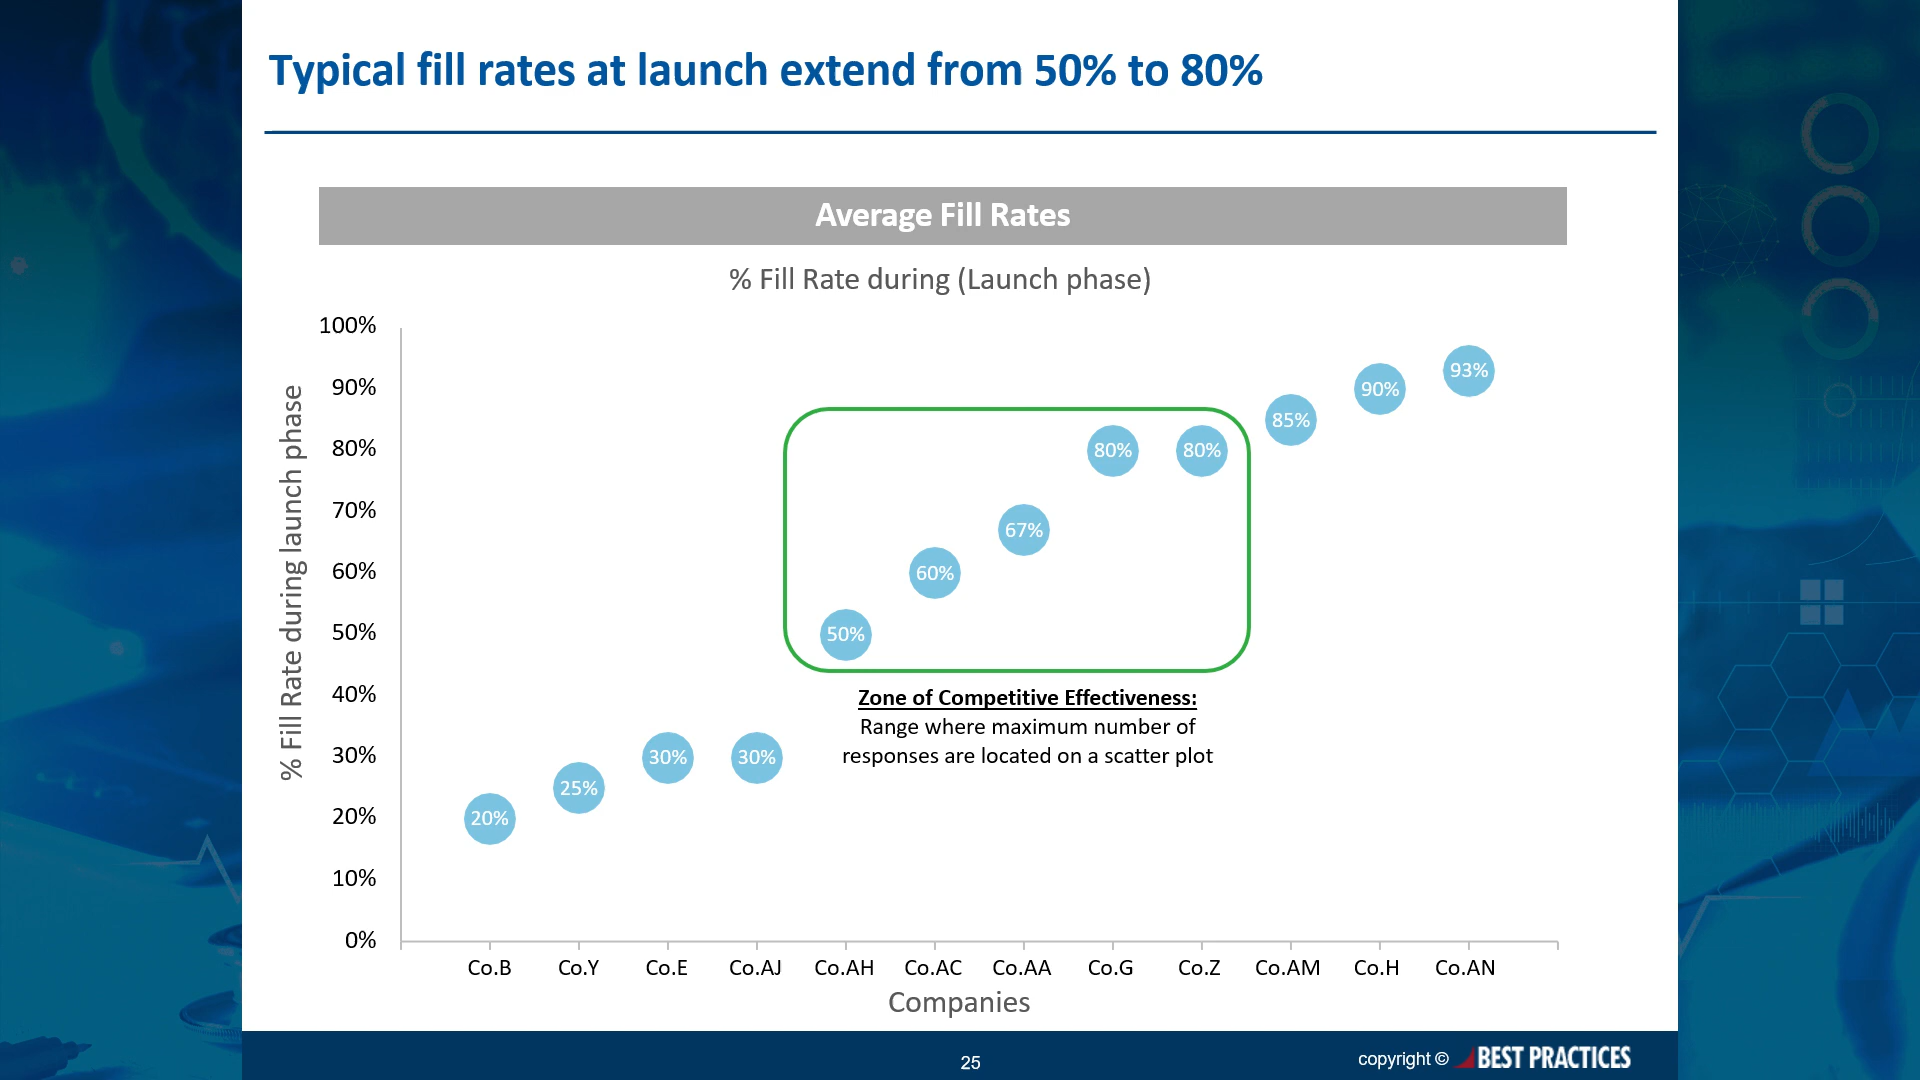 Typical fill rates at launch extend from 50% to 80%
Average Fill Rates
% Fill Rate during (Launch phase)
% Fill Rate during launch phase
100%
90%
80%
70%
60%
50%
40%
30%
20%
10%
0%
20%
25%
30%
30%
50%
60%
67%
80%
80%
85%
90%
93%
Zone of Competitive Effectiveness:
Range where maximum number of
responses are located on a scatter plot
Co.B Co.Y Co.E Co.AJ Co.AH Co.AC Co.AA Co.G Co.Z Co.AM Co.H Co.AN
Companies
25
copyright © BEST PRACTICES